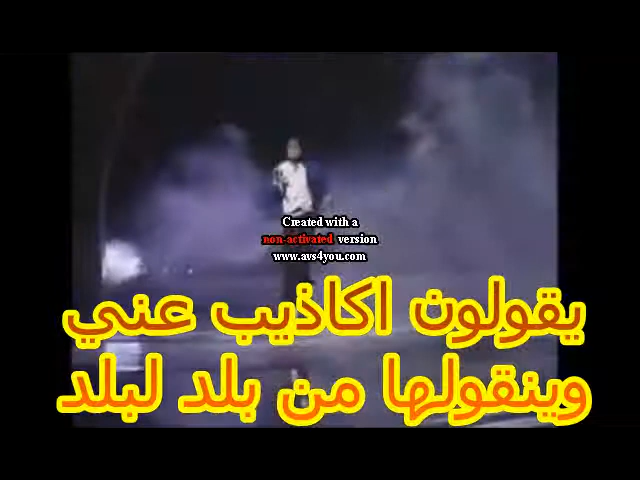 Created with a
non-activated version
www.avs4you.com
يقولون اكاذيب عني
وينقولها من بلد لبلد